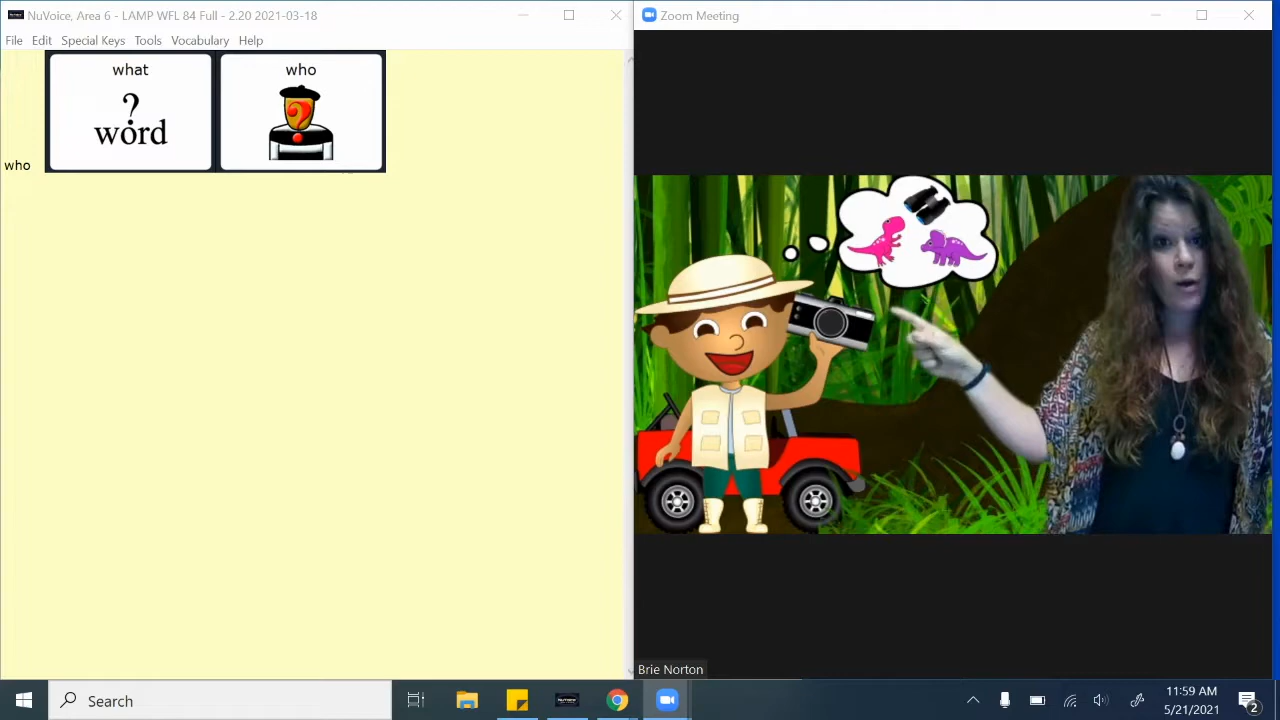 NuVoice, Area 6 - LAMP WFL 84 Full - 2.20 2021-03-18
File Edit Special Keys Tools Vocabulary Help
what
?
word
who
?
who
Zoom Meeting
Brie Norton
Search
11:59 AM
5/21/2021
2